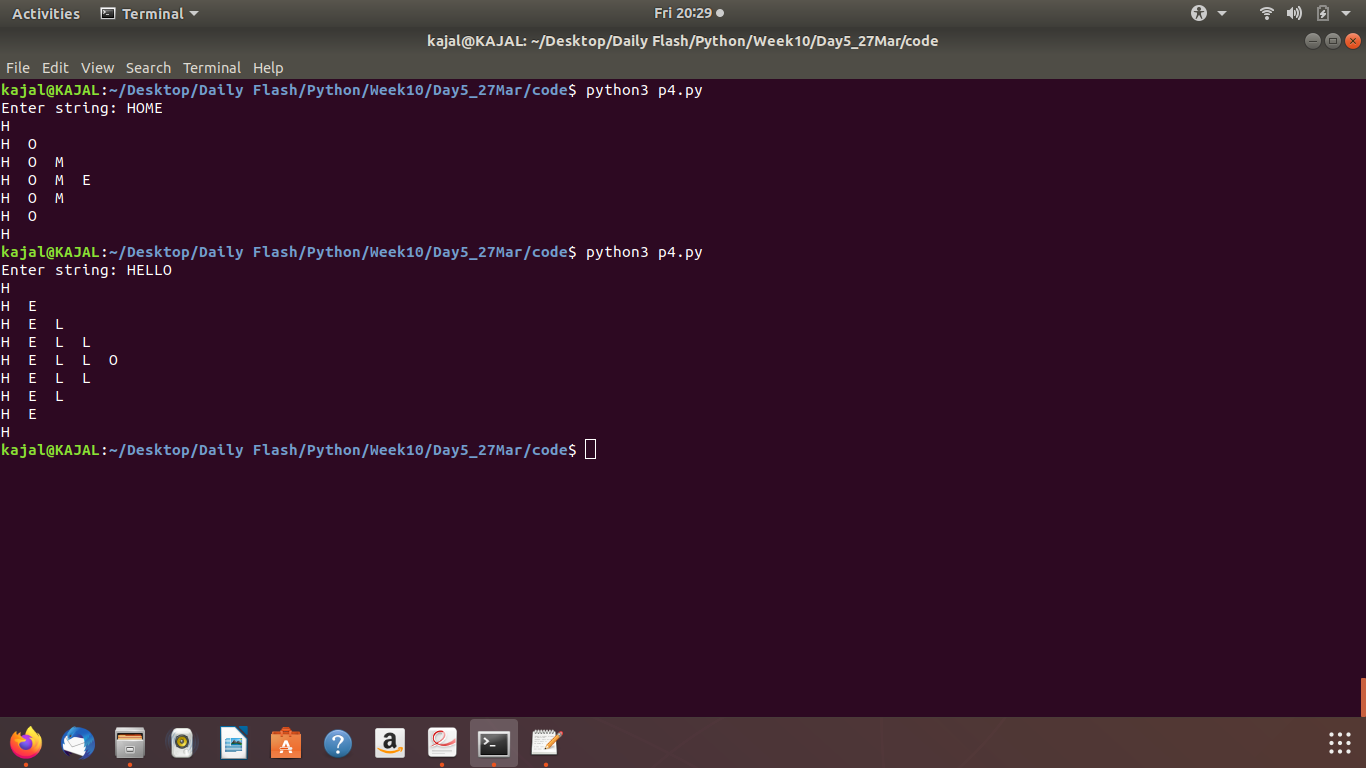 Activities Terminal Fri 20:29
kajal@KAJAL: ~/Desktop/Daily Flash/Python/Week10/Day5_27Mar/code
File Edit View Search Terminal Help
kajal@KAJAL:~/Desktop/Daily Flash/Python/Week10/Day5_27Mar/code$ python3 p4.py
Enter string: HOME
H
H  O
H  O  M
H  O  M  E
H  O  M
H  O
H
kajal@KAJAL:~/Desktop/Daily Flash/Python/Week10/Day5_27Mar/code$ python3 p4.py
Enter string: HELLO
H
H  E
H  E  L
H  E  L  L
H  E  L  L  O
H  E  L  L
H  E  L
H  E
H
kajal@KAJAL:~/Desktop/Daily Flash/Python/Week10/Day5_27Mar/code$